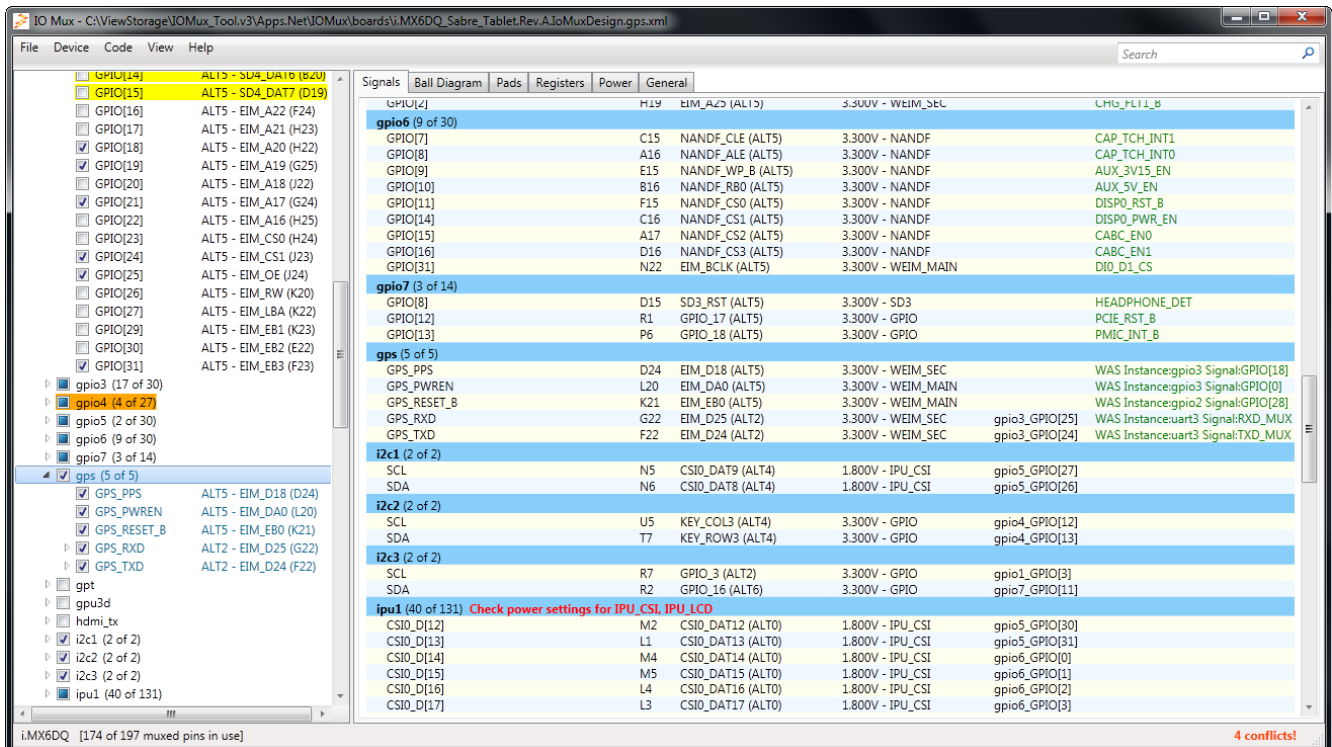 IO Mux - C:\ViewStorage\IOMux_Tool.v3\Apps.Net\IOMux\boards\i.MX6DQ_Sabre_Tablet.Rev.A.IoMuxDesign.gps.xml
File Device Code View Help
Search
GPIO[14] ALT5 - SD4_DAT6 (B20)
GPIO[15] ALT5 - SD4_DAT7 (D19)
GPIO[16] ALT5 - EIM_A22 (F24)
GPIO[17] ALT5 - EIM_A21 (H23)
GPIO[18] ALT5 - EIM_A20 (H22)
GPIO[19] ALT5 - EIM_A19 (G25)
GPIO[20] ALT5 - EIM_A18 (J22)
GPIO[21] ALT5 - EIM_A17 (G24)
GPIO[22] ALT5 - EIM_A16 (H25)
GPIO[23] ALT5 - EIM_CS0 (H24)
GPIO[24] ALT5 - EIM_CS1 (J23)
GPIO[25] ALT5 - EIM_OE (J24)
GPIO[26] ALT5 - EIM_RW (K20)
GPIO[27] ALT5 - EIM_LBA (K22)
GPIO[29] ALT5 - EIM_EB1 (K23)
GPIO[30] ALT5 - EIM_EB2 (E22)
GPIO[31] ALT5 - EIM_EB3 (F23)
gpio3 (17 of 30)
gpio4 (4 of 27)
gpio5 (2 of 30)
gpio6 (9 of 30)
gpio7 (3 of 14)
gps (5 of 5)
GPS_PPS ALT5 - EIM_D18 (D24)
GPS_PWREN ALT5 - EIM_DA0 (L20)
GPS_RESET_B ALT5 - EIM_EB0 (K21)
GPS_RXD ALT2 - EIM_D25 (G22)
GPS_TXD ALT2 - EIM_D24 (F22)
gpt
gpu3d
hdmi_tx
i2c1 (2 of 2)
i2c2 (2 of 2)
i2c3 (2 of 2)
ipu1 (40 of 131)
Signals Ball Diagram Pads Registers Power General
GPIO[2] H19 EIM_A25 (ALT5) 3.300V - WEIM_SEC CHG_FLT1_B
gpio6 (9 of 30)
GPIO[7] C15 NANDF_CLE (ALT5) 3.300V - NANDF CAP_TCH_INT1
GPIO[8] A16 NANDF_ALE (ALT5) 3.300V - NANDF CAP_TCH_INT0
GPIO[9] E15 NANDF_WP_B (ALT5) 3.300V - NANDF AUX_3V15_EN
GPIO[10] B16 NANDF_RB0 (ALT5) 3.300V - NANDF AUX_5V_EN
GPIO[11] F15 NANDF_CS0 (ALT5) 3.300V - NANDF DISP0_RST_B
GPIO[14] C16 NANDF_CS1 (ALT5) 3.300V - NANDF DISP0_PWR_EN
GPIO[15] A17 NANDF_CS2 (ALT5) 3.300V - NANDF CABC_EN0
GPIO[16] D16 NANDF_CS3 (ALT5) 3.300V - NANDF CABC_EN1
GPIO[31] N22 EIM_BCLK (ALT5) 3.300V - WEIM_MAIN DI0_D1_CS
gpio7 (3 of 14)
GPIO[8] D15 SD3_RST (ALT5) 3.300V - SD3 HEADPHONE_DET
GPIO[12] R1 GPIO_17 (ALT5) 3.300V - GPIO PCIE_RST_B
GPIO[13] P6 GPIO_18 (ALT5) 3.300V - GPIO PMIC_INT_B
gps (5 of 5)
GPS_PPS D24 EIM_D18 (ALT5) 3.300V - WEIM_SEC WAS Instance:gpio3 Signal:GPIO[18]
GPS_PWREN L20 EIM_DA0 (ALT5) 3.300V - WEIM_MAIN WAS Instance:gpio3 Signal:GPIO[0]
GPS_RESET_B K21 EIM_EB0 (ALT5) 3.300V - WEIM_MAIN WAS Instance:gpio2 Signal:GPIO[28]
GPS_RXD G22 EIM_D25 (ALT2) 3.300V - WEIM_SEC gpio3_GPIO[25] WAS Instance:uart3 Signal:RXD_MUX
GPS_TXD F22 EIM_D24 (ALT2) 3.300V - WEIM_SEC gpio3_GPIO[24] WAS Instance:uart3 Signal:TXD_MUX
i2c1 (2 of 2)
SCL N5 CSI0_DAT9 (ALT4) 1.800V - IPU_CSI gpio5_GPIO[27]
SDA N6 CSI0_DAT8 (ALT4) 1.800V - IPU_CSI gpio5_GPIO[26]
i2c2 (2 of 2)
SCL U5 KEY_COL3 (ALT4) 3.300V - GPIO gpio4_GPIO[12]
SDA T7 KEY_ROW3 (ALT4) 3.300V - GPIO gpio4_GPIO[13]
i2c3 (2 of 2)
SCL R7 GPIO_3 (ALT2) 3.300V - GPIO gpio1_GPIO[3]
SDA R2 GPIO_16 (ALT6) 3.300V - GPIO gpio7_GPIO[11]
ipu1 (40 of 131) Check power settings for IPU_CSI, IPU_LCD
CSI0_D[12] M2 CSI0_DAT12 (ALT0) 1.800V - IPU_CSI gpio5_GPIO[30]
CSI0_D[13] L1 CSI0_DAT13 (ALT0) 1.800V - IPU_CSI gpio5_GPIO[31]
CSI0_D[14] M4 CSI0_DAT14 (ALT0) 1.800V - IPU_CSI gpio6_GPIO[0]
CSI0_D[15] M5 CSI0_DAT15 (ALT0) 1.800V - IPU_CSI gpio6_GPIO[1]
CSI0_D[16] L4 CSI0_DAT16 (ALT0) 1.800V - IPU_CSI gpio6_GPIO[2]
CSI0_D[17] L3 CSI0_DAT17 (ALT0) 1.800V - IPU_CSI gpio6_GPIO[3]
i.MX6DQ [174 of 197 muxed pins in use]
4 conflicts!